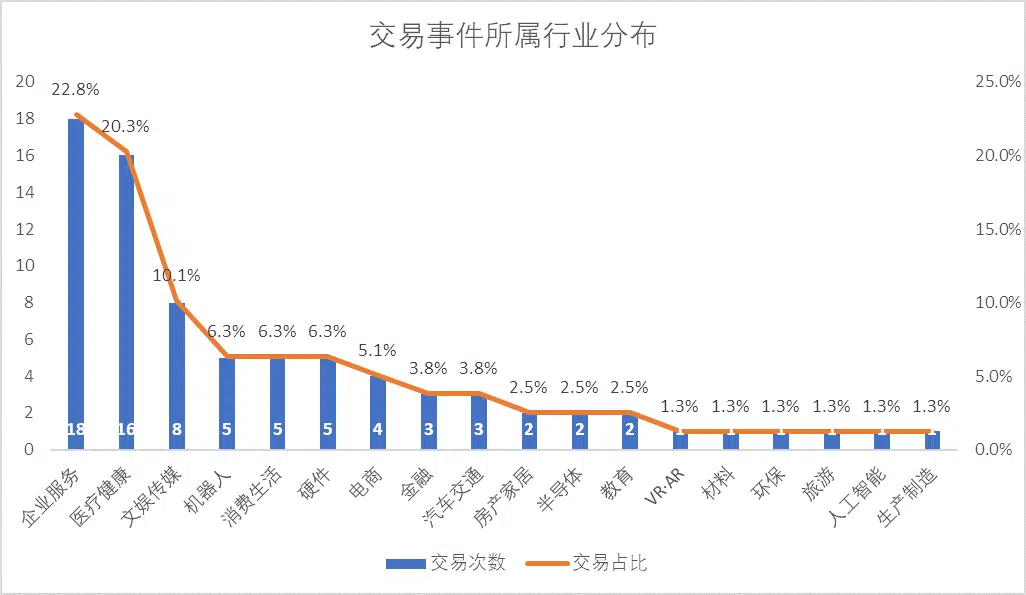 交易事件所属行业分布
20
18
16
14
12
10
8
6
4
2
0
25.0%
20.0%
15.0%
10.0%
5.0%
0.0%
22.8%
20.3%
10.1%
6.3%
6.3%
6.3%
5.1%
3.8%
3.8%
2.5%
2.5%
2.5%
1.3%
1.3%
1.3%
1.3%
1.3%
1.3%
18
16
8
5
5
5
4
3
3
2
2
2
1
1
1
1
1
1
企业服务
医疗健康
文娱传媒
机器人
消费生活
硬件
电商
金融
汽车交通
房产家居
半导体
教育
VR·AR
材料
环保
旅游
人工智能
生产制造
交易次数
交易占比